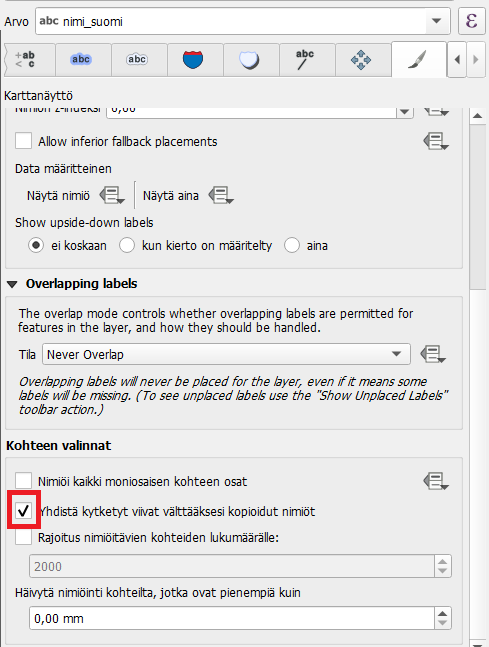 Arvo abc nimi_suomi ε
+ab < c abc abc abc
Karttanäyttö
Nimiön z-indeksi 0,00
Allow inferior fallback placements
Data määritteinen
Näytä nimiö Näytä aina
Show upside-down labels
ei koskaan kun kierto on määritelty aina
Overlapping labels
The overlap mode controls whether overlapping labels are permitted for
features in the layer, and how they should be handled.
Tila Never Overlap
Overlapping labels will never be placed for the layer, even if it means some
labels will be missing. (To see unplaced labels use the "Show Unplaced Labels"
toolbar action.)
Kohteen valinnat
Nimiöi kaikki moniosaisen kohteen osat
Yhdistä kytketyt viivat välttääksesi kopioidut nimiöt
Rajoitus nimiöitävien kohteiden lukumäärälle:
2000
Häivytä nimiöinti kohteilta, jotka ovat pienempiä kuin
0,00 mm